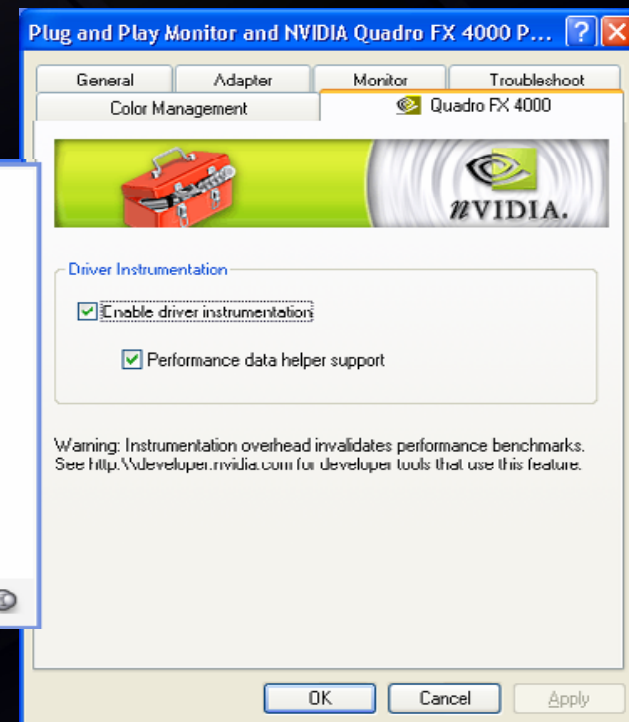 Plug and Play Monitor and NVIDIA Quadro FX 4000 P...
General Adapter Monitor Troubleshoot
Color Management Quadro FX 4000
nVIDIA.
Driver Instrumentation
Enable driver instrumentation
Performance data helper support
Warning: Instrumentation overhead invalidates performance benchmarks.
See http:\\developer.nvidia.com for developer tools that use this feature.
OK Cancel Apply